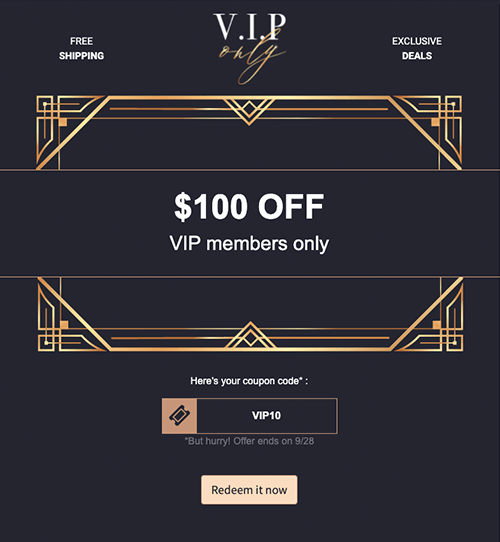 FREE
SHIPPING
V.I.P
only
EXCLUSIVE
DEALS
$100 OFF
VIP members only
Here's your coupon code* :
VIP10
*But hurry! Offer ends on 9/28
Redeem it now